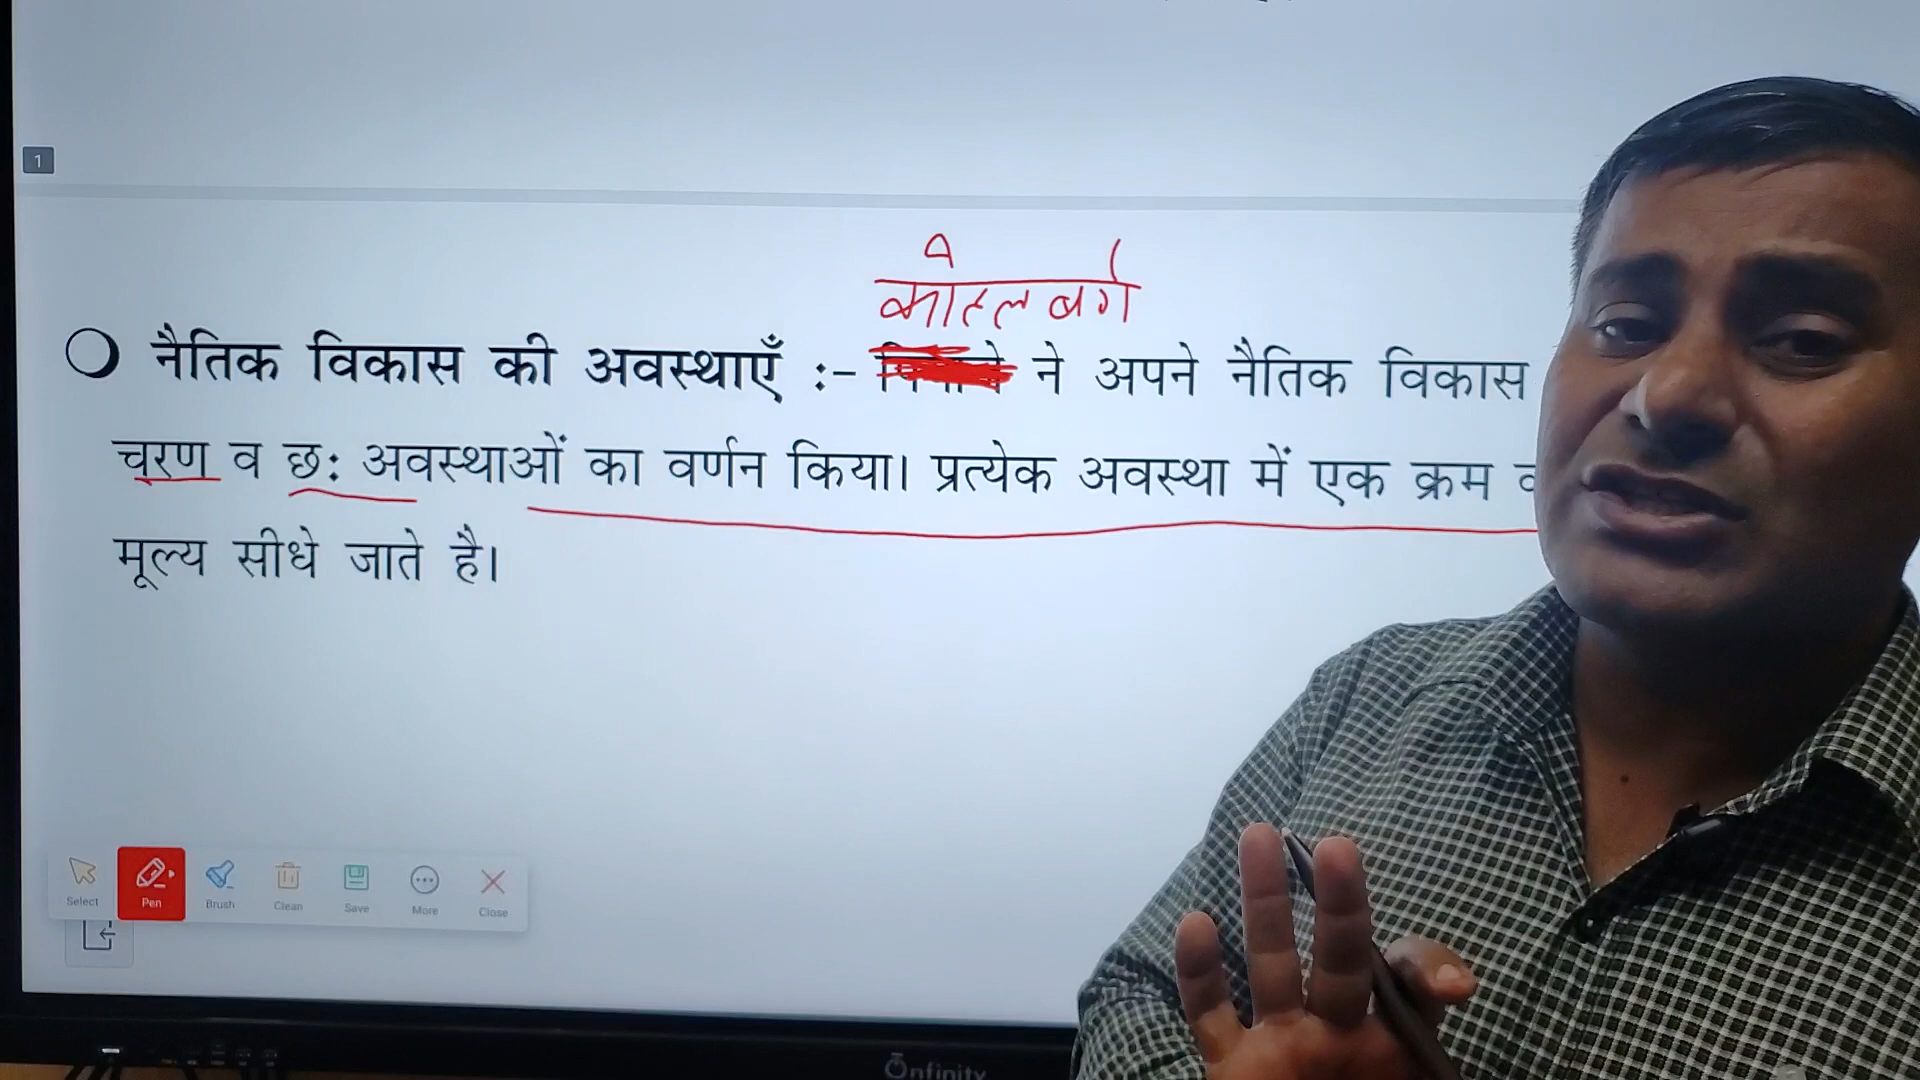 1
कोहलबर्ग
नैतिक विकास की अवस्थाएँ :- ने अपने नैतिक विकास
चरण व छः अवस्थाओं का वर्णन किया। प्रत्येक अवस्था में एक क्रम
मूल्य सीधे जाते है।
Select Pen Brush Clean Save More Close
Onfinity